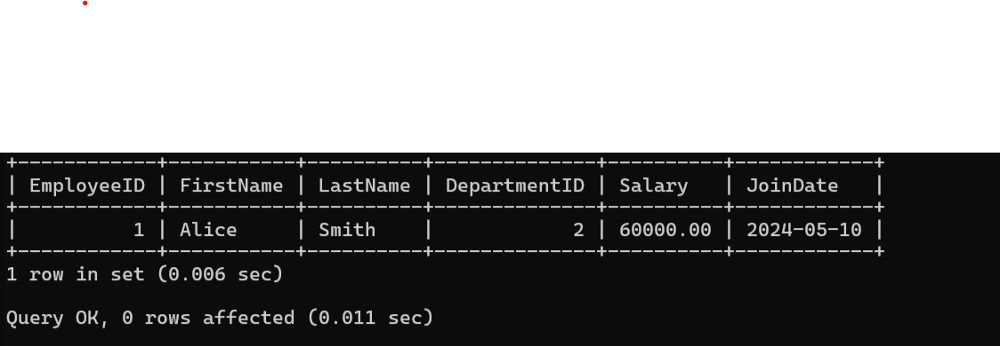 +------------+-----------+----------+--------------+----------+------------+
| EmployeeID | FirstName | LastName | DepartmentID | Salary   | JoinDate   |
+------------+-----------+----------+--------------+----------+------------+
|          1 | Alice     | Smith    |            2 | 60000.00 | 2024-05-10 |
+------------+-----------+----------+--------------+----------+------------+
1 row in set (0.006 sec)
Query OK, 0 rows affected (0.011 sec)